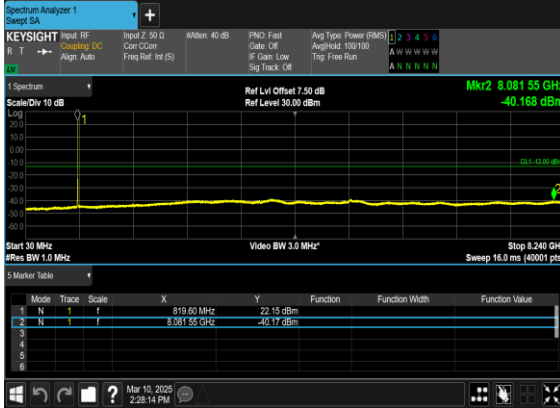 Spectrum Analyzer 1
Swept SA
+
KEYSIGHT
R T
Input: RF
Coupling: DC
Align: Auto
Input Z: 50 Ω
Corr CCorr
Freq Ref: Int (S)
#Atten: 40 dB
PNO: Fast
Gate: Off
IF Gain: Low
Sig Track: Off
Avg Type: Power (RMS)
Avg|Hold: 100/100
Trig: Free Run
1 2 3 4 5 6
A W W W W W
A N N N N N
1 Spectrum
Scale/Div 10 dB
Ref Lvl Offset 7.50 dB
Ref Level 30.00 dBm
Mkr2 8.081 55 GHz
-40.168 dBm
Log
20.0
10.0
0.00
-10.0
-20.0
-30.0
-40.0
-50.0
-60.0
1
DL1 -13.00 dBm
2
Start 30 MHz
#Res BW 1.0 MHz
Video BW 3.0 MHz*
Stop 8.240 GHz
Sweep 16.0 ms (40001 pts)
5 Marker Table
Mode Trace Scale X Y Function Function Width Function Value
1 N 1 f 819.60 MHz 22.15 dBm
2 N 1 f 8.081 55 GHz -40.17 dBm
3
4
5
6
?
Mar 10, 2025
2:28:14 PM